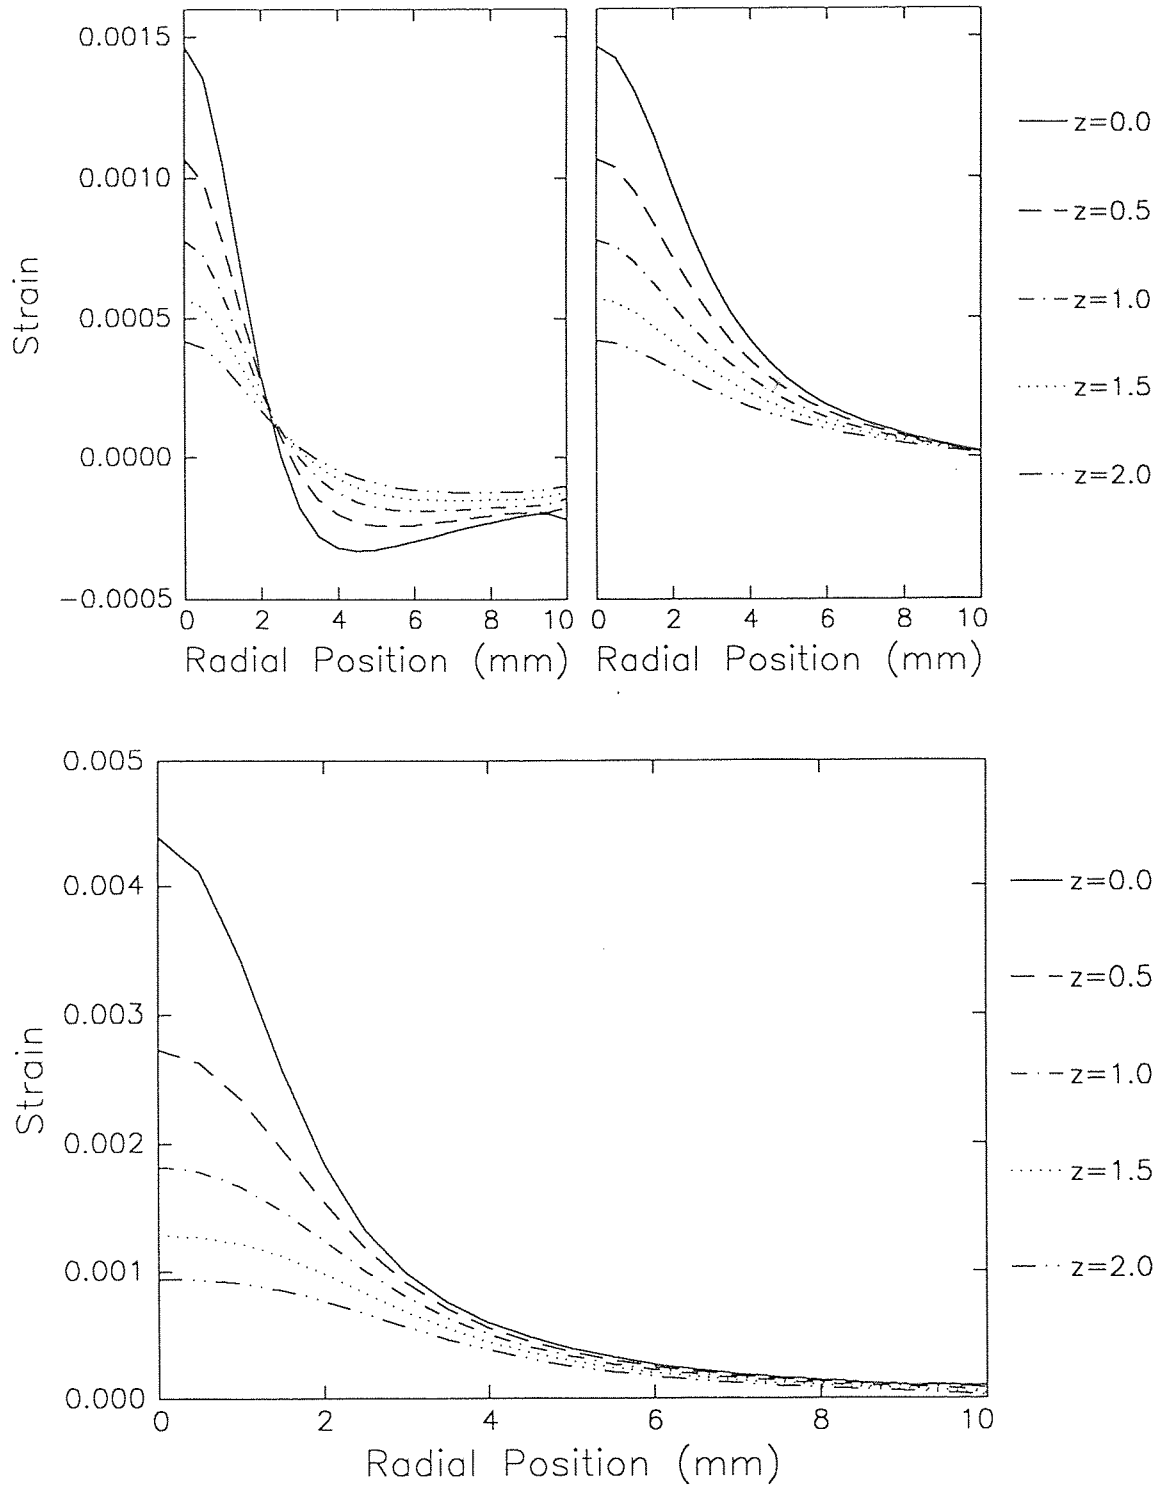 0.0015
0.0010
0.0005
0.0000
−0.0005
Strain
0 2 4 6 8 10
Radial Position (mm)
0 2 4 6 8 10
Radial Position (mm)
z=0.0
z=0.5
z=1.0
z=1.5
z=2.0
0.005
0.004
0.003
0.002
0.001
0.000
Strain
0 2 4 6 8 10
Radial Position (mm)
z=0.0
z=0.5
z=1.0
z=1.5
z=2.0